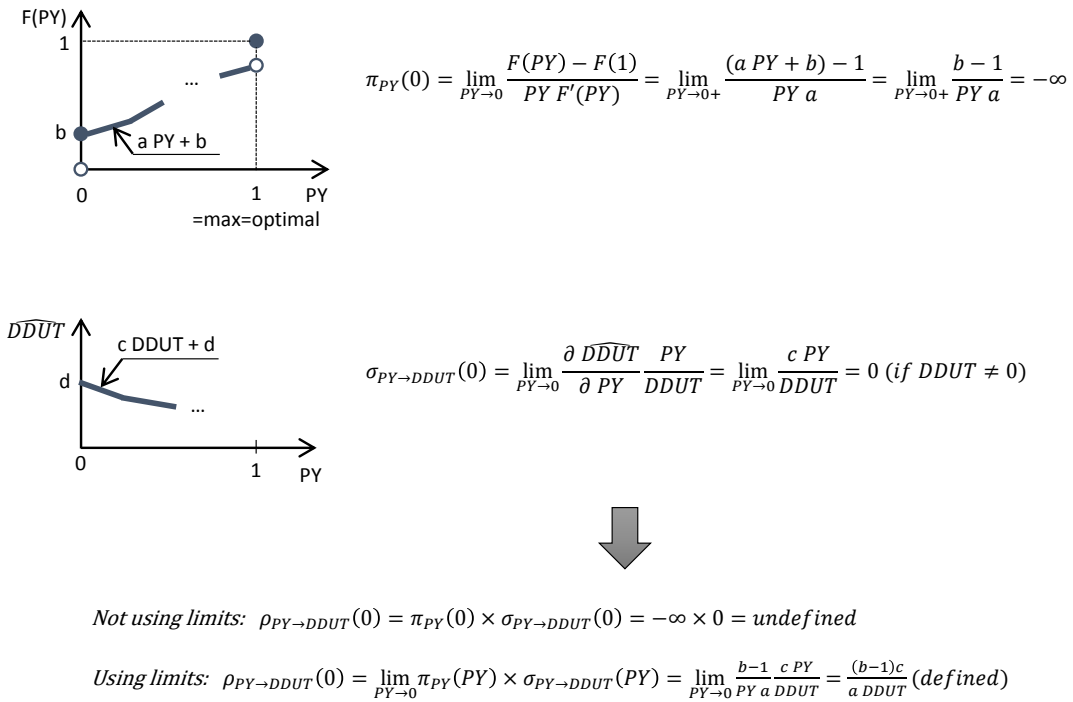 F(PY)
1
...
b
a PY + b
0
1
PY
=max=optimal
π_PY(0) = lim_{PY→0} (F(PY) − F(1)) / (PY F′(PY)) = lim_{PY→0+} ((a PY + b) − 1) / (PY a) = lim_{PY→0+} (b − 1) / (PY a) = −∞
\widehat{DDUT}
c DDUT + d
d
...
0
1
PY
σ_{PY→DDUT}(0) = lim_{PY→0} (∂ \widehat{DDUT} / ∂ PY) (PY / DDUT) = lim_{PY→0} (c PY / DDUT) = 0 (if DDUT ≠ 0)
Not using limits: ρ_{PY→DDUT}(0) = π_PY(0) × σ_{PY→DDUT}(0) = −∞ × 0 = undefined
Using limits: ρ_{PY→DDUT}(0) = lim_{PY→0} π_PY(PY) × σ_{PY→DDUT}(PY) = lim_{PY→0} (b−1 / PY a) (c PY / DDUT) = ((b−1)c / a DDUT) (defined)